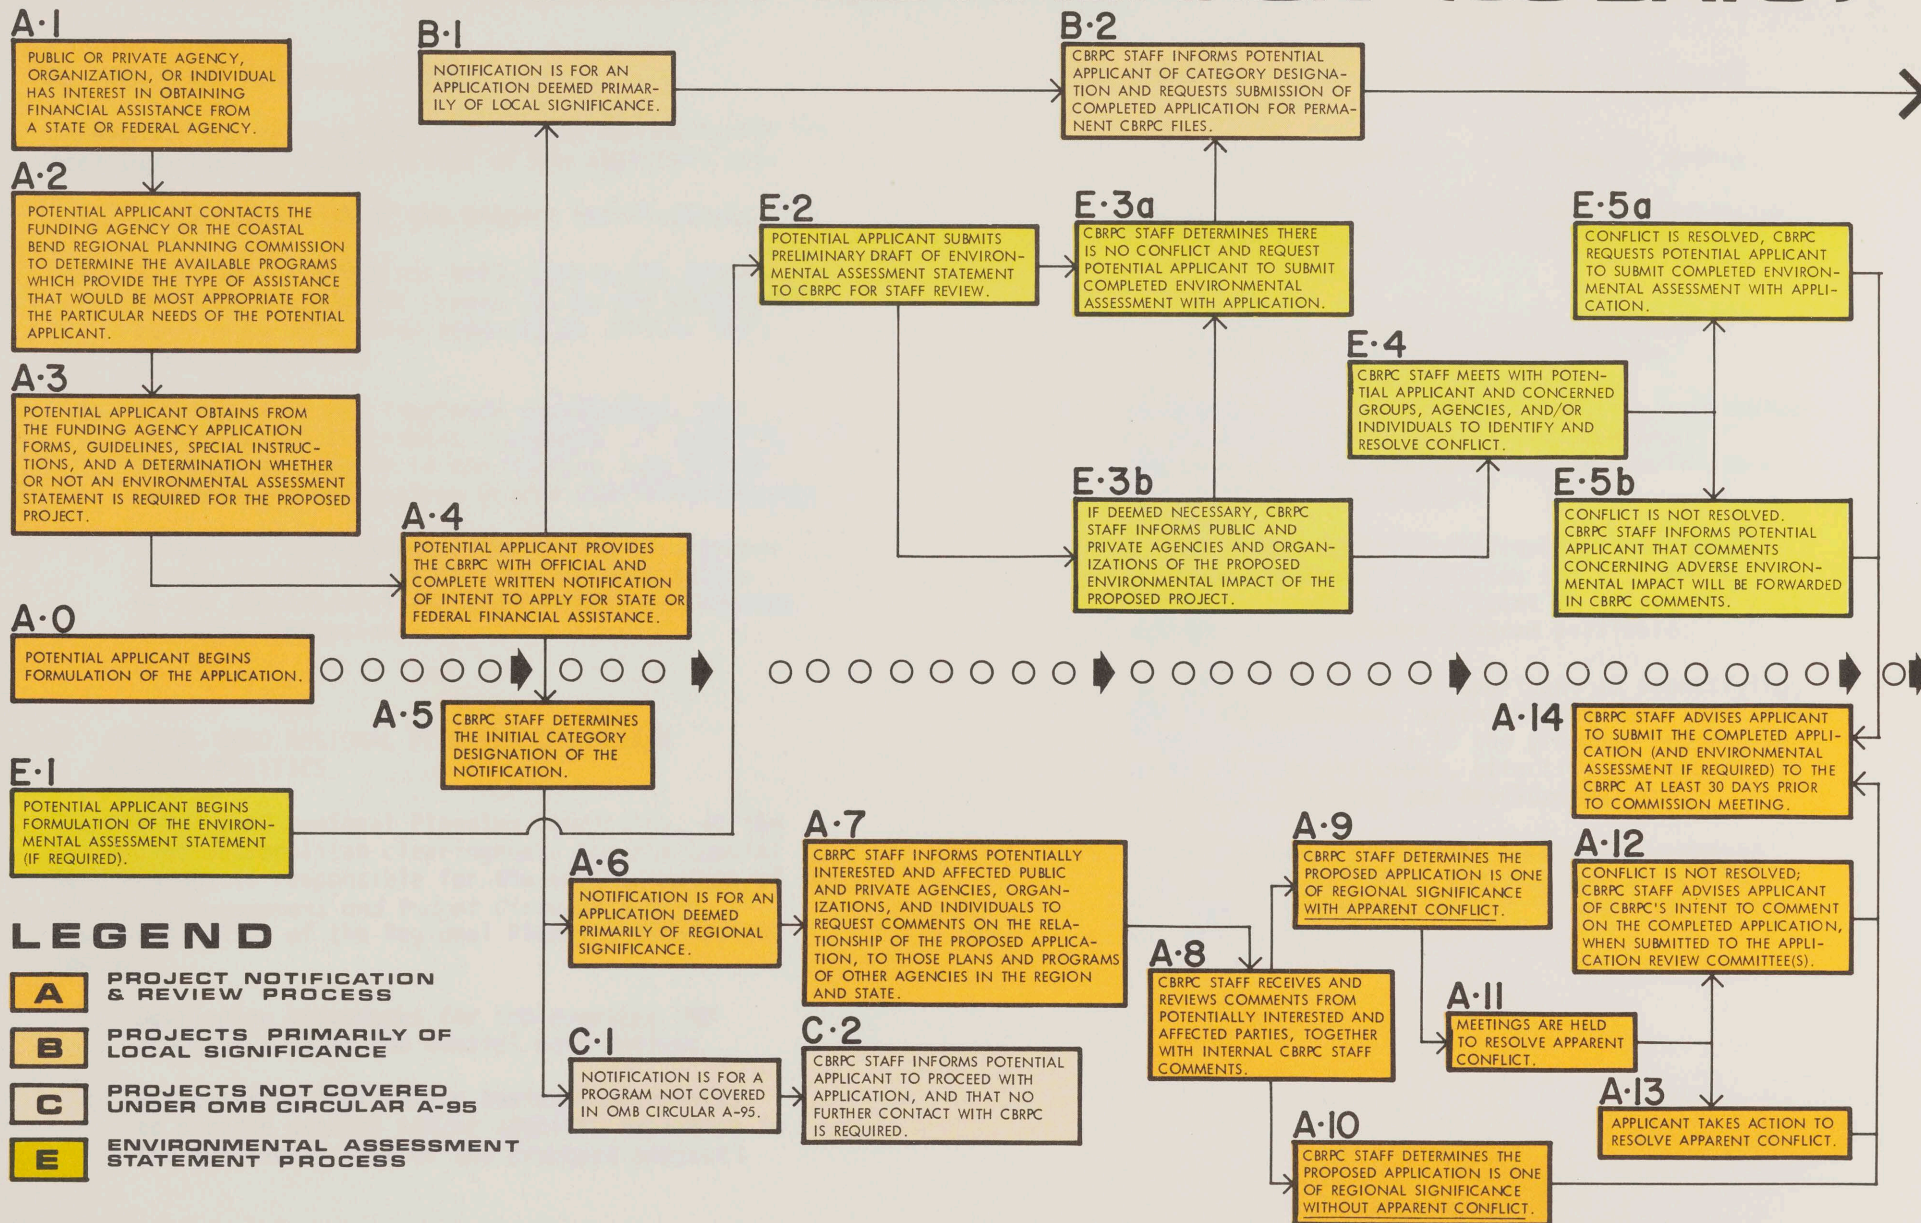 A·1
PUBLIC OR PRIVATE AGENCY,
ORGANIZATION, OR INDIVIDUAL
HAS INTEREST IN OBTAINING
FINANCIAL ASSISTANCE FROM
A STATE OR FEDERAL AGENCY.
A·2
POTENTIAL APPLICANT CONTACTS THE
FUNDING AGENCY OR THE COASTAL
BEND REGIONAL PLANNING COMMISSION
TO DETERMINE THE AVAILABLE PROGRAMS
WHICH PROVIDE THE TYPE OF ASSISTANCE
THAT WOULD BE MOST APPROPRIATE FOR
THE PARTICULAR NEEDS OF THE POTENTIAL
APPLICANT.
A·3
POTENTIAL APPLICANT OBTAINS FROM
THE FUNDING AGENCY APPLICATION
FORMS, GUIDELINES, SPECIAL INSTRUC-
TIONS, AND A DETERMINATION WHETHER
OR NOT AN ENVIRONMENTAL ASSESSMENT
STATEMENT IS REQUIRED FOR THE PROPOSED
PROJECT.
A·4
POTENTIAL APPLICANT PROVIDES
THE CBRPC WITH OFFICIAL AND
COMPLETE WRITTEN NOTIFICATION
OF INTENT TO APPLY FOR STATE OR
FEDERAL FINANCIAL ASSISTANCE.
B·1
NOTIFICATION IS FOR AN
APPLICATION DEEMED PRIMAR-
ILY OF LOCAL SIGNIFICANCE.
B·2
CBRPC STAFF INFORMS POTENTIAL
APPLICANT OF CATEGORY DESIGNA-
TION AND REQUESTS SUBMISSION OF
COMPLETED APPLICATION FOR PERMA-
NENT CBRPC FILES.
E·2
POTENTIAL APPLICANT SUBMITS
PRELIMINARY DRAFT OF ENVIRON-
MENTAL ASSESSMENT STATEMENT
TO CBRPC FOR STAFF REVIEW.
E·3a
CBRPC STAFF DETERMINES THERE
IS NO CONFLICT AND REQUEST
POTENTIAL APPLICANT TO SUBMIT
COMPLETED ENVIRONMENTAL
ASSESSMENT WITH APPLICATION.
E·3b
IF DEEMED NECESSARY, CBRPC
STAFF INFORMS PUBLIC AND
PRIVATE AGENCIES AND ORGAN-
IZATIONS OF THE PROPOSED
ENVIRONMENTAL IMPACT OF THE
PROPOSED PROJECT.
E·4
CBRPC STAFF MEETS WITH POTEN-
TIAL APPLICANT AND CONCERNED
GROUPS, AGENCIES, AND/OR
INDIVIDUALS TO IDENTIFY AND
RESOLVE CONFLICT.
E·5a
CONFLICT IS RESOLVED, CBRPC
REQUESTS POTENTIAL APPLICANT
TO SUBMIT COMPLETED ENVIRON-
MENTAL ASSESSMENT WITH APPLI-
CATION.
E·5b
CONFLICT IS NOT RESOLVED.
CBRPC STAFF INFORMS POTENTIAL
APPLICANT THAT COMMENTS
CONCERNING ADVERSE ENVIRON-
MENTAL IMPACT WILL BE FORWARDED
IN CBRPC COMMENTS.
A·0
POTENTIAL APPLICANT BEGINS
FORMULATION OF THE APPLICATION.
A·5
CBRPC STAFF DETERMINES
THE INITIAL CATEGORY
DESIGNATION OF THE
NOTIFICATION.
E·1
POTENTIAL APPLICANT BEGINS
FORMULATION OF THE ENVIRON-
MENTAL ASSESSMENT STATEMENT
(IF REQUIRED).
A·6
NOTIFICATION IS FOR AN
APPLICATION DEEMED
PRIMARILY OF REGIONAL
SIGNIFICANCE.
A·7
CBRPC STAFF INFORMS POTENTIALLY
INTERESTED AND AFFECTED PUBLIC
AND PRIVATE AGENCIES, ORGAN-
IZATIONS, AND INDIVIDUALS TO
REQUEST COMMENTS ON THE RELA-
TIONSHIP OF THE PROPOSED APPLICA-
TION, TO THOSE PLANS AND PROGRAMS
OF OTHER AGENCIES IN THE REGION
AND STATE.
C·1
NOTIFICATION IS FOR A
PROGRAM NOT COVERED
IN OMB CIRCULAR A-95.
C·2
CBRPC STAFF INFORMS POTENTIAL
APPLICANT TO PROCEED WITH
APPLICATION, AND THAT NO
FURTHER CONTACT WITH CBRPC
IS REQUIRED.
A·8
CBRPC STAFF RECEIVES AND
REVIEWS COMMENTS FROM
POTENTIALLY INTERESTED AND
AFFECTED PARTIES, TOGETHER
WITH INTERNAL CBRPC STAFF
COMMENTS.
A·9
CBRPC STAFF DETERMINES THE
PROPOSED APPLICATION IS ONE
OF REGIONAL SIGNIFICANCE
WITH APPARENT CONFLICT.
A·10
CBRPC STAFF DETERMINES THE
PROPOSED APPLICATION IS ONE
OF REGIONAL SIGNIFICANCE
WITHOUT APPARENT CONFLICT.
A·11
MEETINGS ARE HELD
TO RESOLVE APPARENT
CONFLICT.
A·14
CBRPC STAFF ADVISES APPLICANT
TO SUBMIT THE COMPLETED APPLI-
CATION (AND ENVIRONMENTAL
ASSESSMENT IF REQUIRED) TO THE
CBRPC AT LEAST 30 DAYS PRIOR
TO COMMISSION MEETING.
A·12
CONFLICT IS NOT RESOLVED;
CBRPC STAFF ADVISES APPLICANT
OF CBRPC'S INTENT TO COMMENT
ON THE COMPLETED APPLICATION,
WHEN SUBMITTED TO THE APPLI-
CATION REVIEW COMMITTEE(S).
A·13
APPLICANT TAKES ACTION TO
RESOLVE APPARENT CONFLICT.
LEGEND
A PROJECT NOTIFICATION
& REVIEW PROCESS
B PROJECTS PRIMARILY OF
LOCAL SIGNIFICANCE
C PROJECTS NOT COVERED
UNDER OMB CIRCULAR A-95
E ENVIRONMENTAL ASSESSMENT
STATEMENT PROCESS